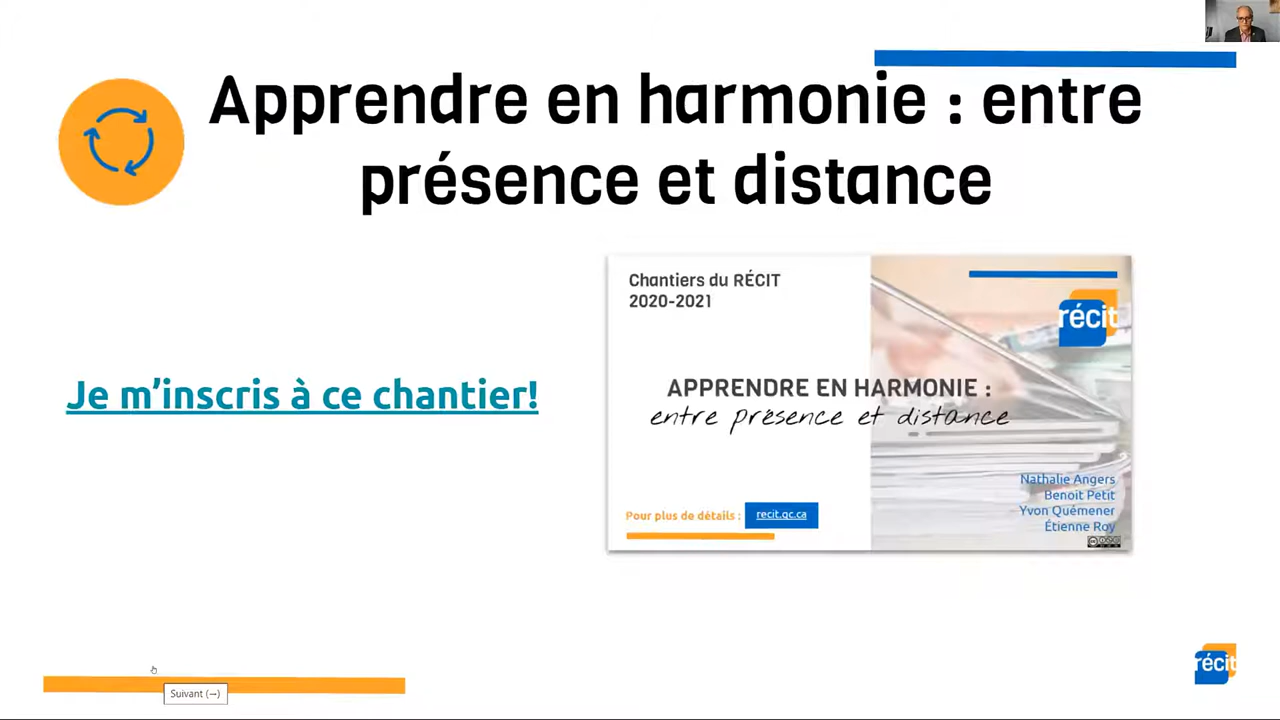 Apprendre en harmonie : entre
présence et distance
Je m'inscris à ce chantier!
Chantiers du RÉCIT
2020-2021
récit
APPRENDRE EN HARMONIE :
entre présence et distance
Nathalie Angers
Benoit Petit
Yvon Quémener
Étienne Roy
Pour plus de détails : recit.qc.ca
Suivant (→)
récit